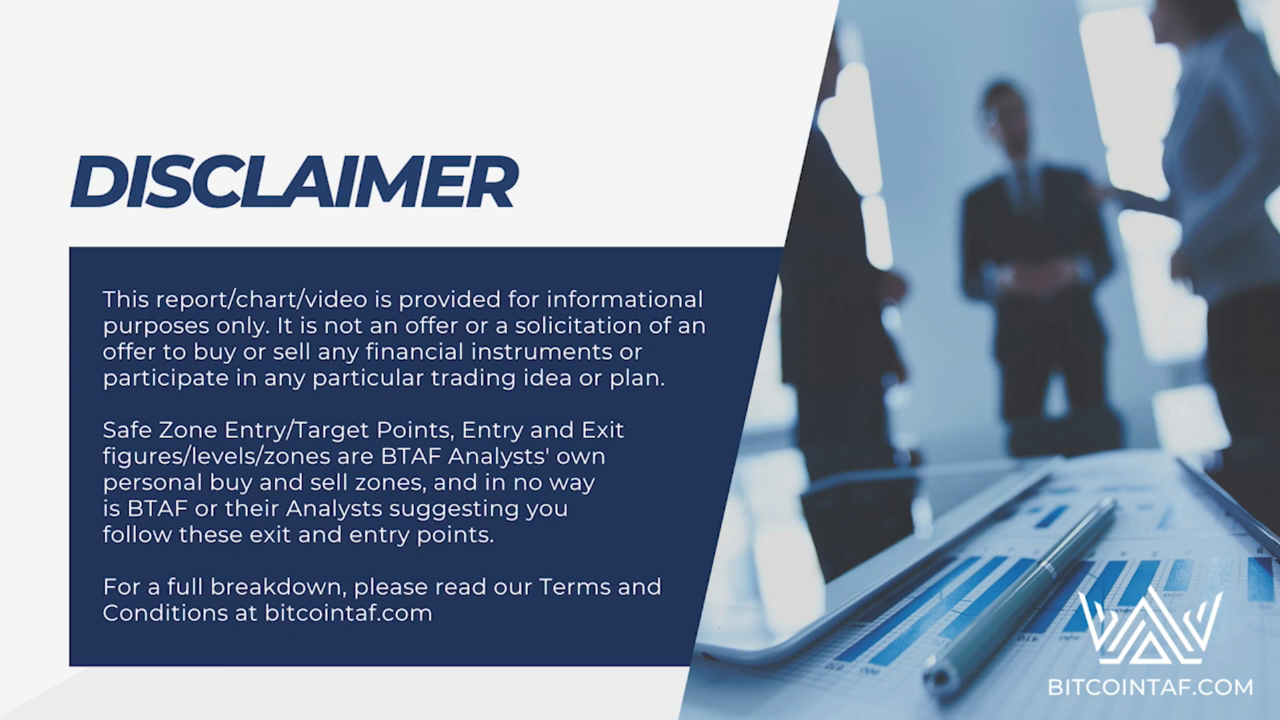 DISCLAIMER
This report/chart/video is provided for informational
purposes only. It is not an offer or a solicitation of an
offer to buy or sell any financial instruments or
participate in any particular trading idea or plan.
Safe Zone Entry/Target Points, Entry and Exit
figures/levels/zones are BTAF Analysts' own
personal buy and sell zones, and in no way
is BTAF or their Analysts suggesting you
follow these exit and entry points.
For a full breakdown, please read our Terms and
Conditions at bitcointaf.com
BITCOINTAF.COM